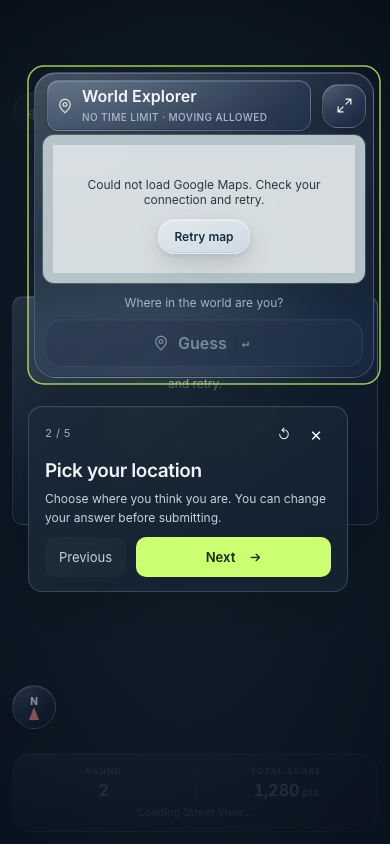 World Explorer
NO TIME LIMIT · MOVING ALLOWED
Could not load Google Maps. Check your
connection and retry.
Retry map
Where in the world are you?
Guess ↵
and retry.
2 / 5
Pick your location
Choose where you think you are. You can change
your answer before submitting.
Previous
Next →
N
ROUND
TOTAL SCORE
2
1,280 pts
Loading Street View...